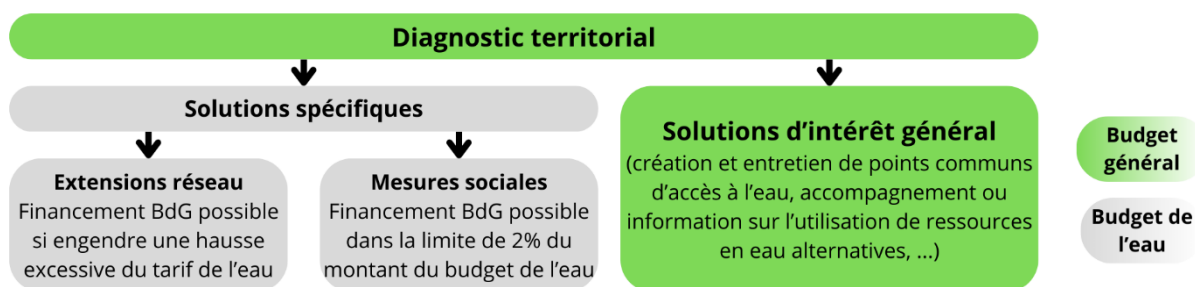 Diagnostic territorial
Solutions spécifiques
Extensions réseau
Financement BdG possible
si engendre une hausse
excessive du tarif de l'eau
Mesures sociales
Financement BdG possible
dans la limite de 2% du
montant du budget de l'eau
Solutions d'intérêt général
(création et entretien de points communs
d'accès à l'eau, accompagnement ou
information sur l'utilisation de ressources
en eau alternatives, ...)
Budget
général
Budget de
l'eau